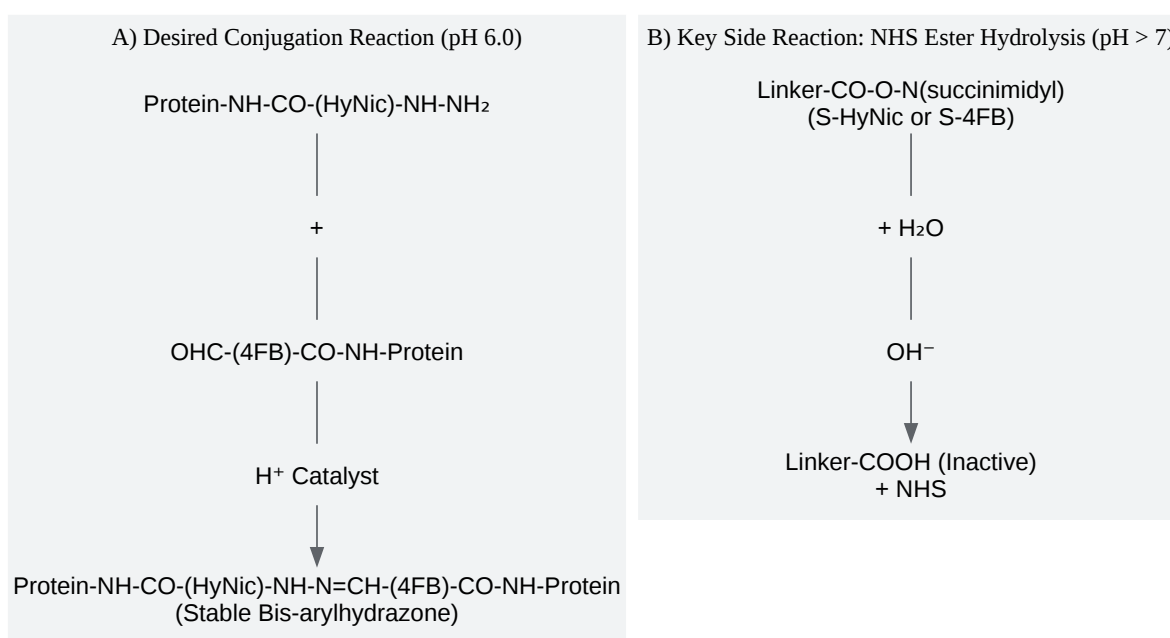 A) Desired Conjugation Reaction (pH 6.0)
Protein-NH-CO-(HyNic)-NH-NH₂
+
OHC-(4FB)-CO-NH-Protein
H⁺ Catalyst
Protein-NH-CO-(HyNic)-NH-N=CH-(4FB)-CO-NH-Protein
(Stable Bis-arylhydrazone)
B) Key Side Reaction: NHS Ester Hydrolysis (pH > 7)
Linker-CO-O-N(succinimidyl)
(S-HyNic or S-4FB)
+ H₂O
OH⁻
Linker-COOH (Inactive)
+ NHS